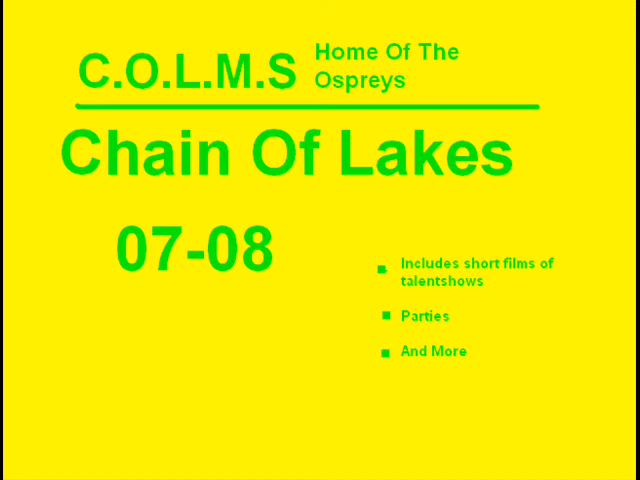 C.O.L.M.S
Home Of The
Ospreys
Chain Of Lakes
07-08
Includes short films of
talentshows
Parties
And More